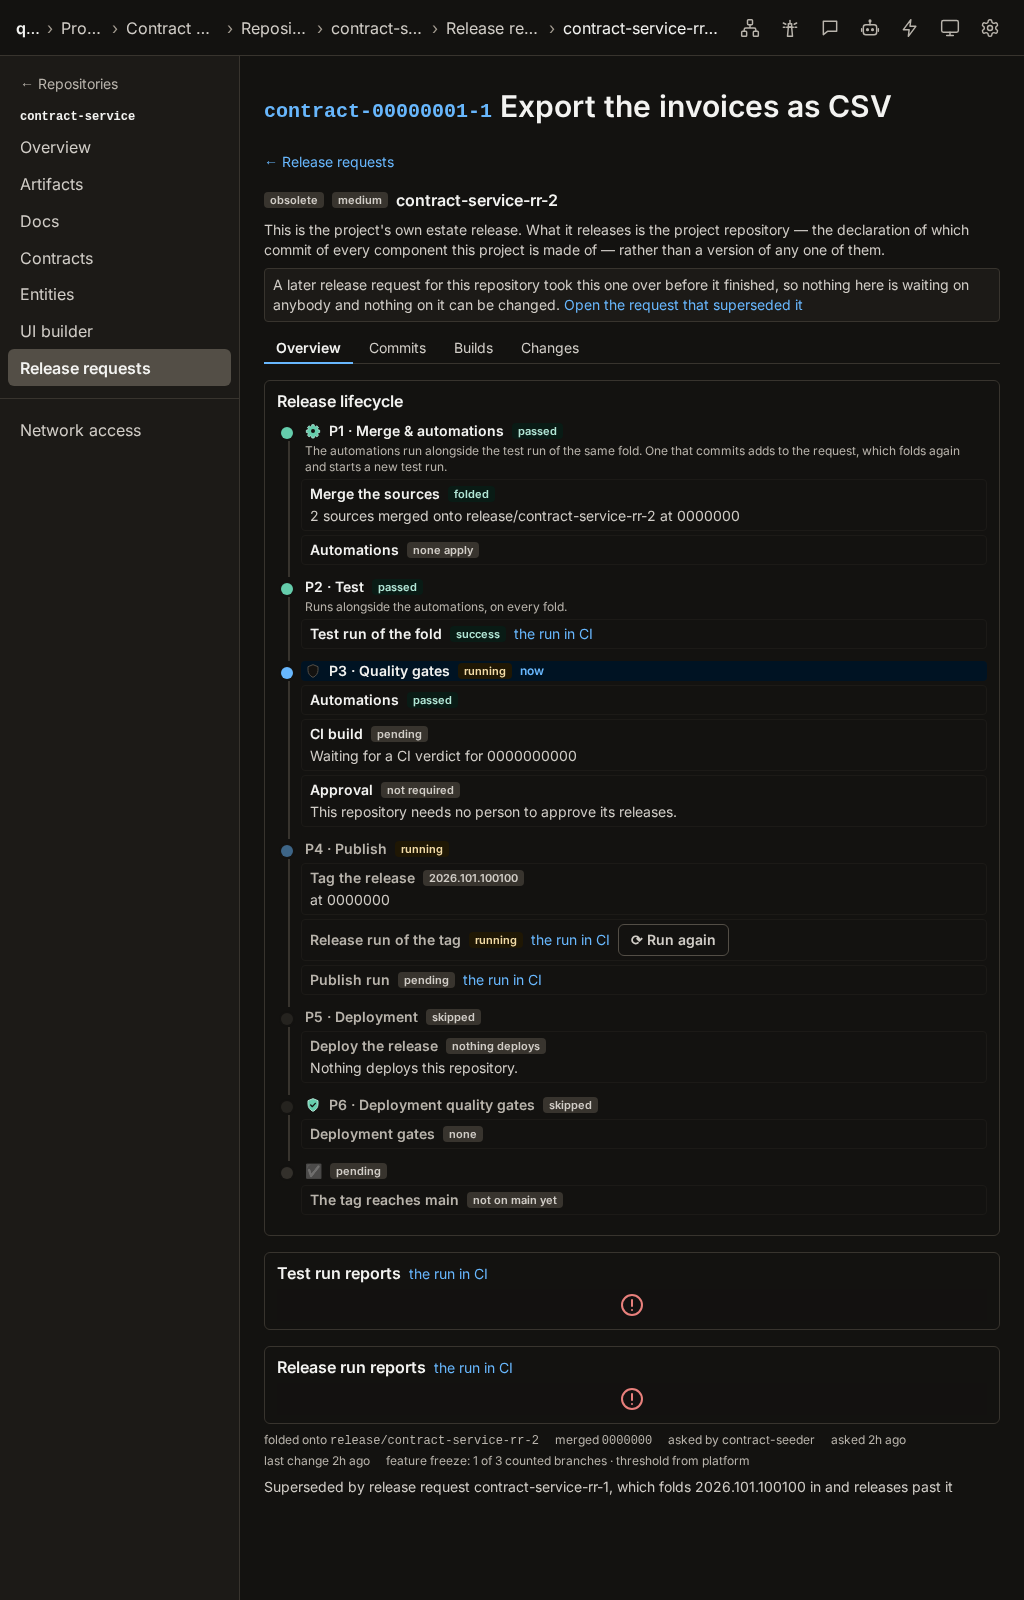 q... › Pro... › Contract ... › Reposi... › contract-s... › Release re... › contract-service-rr...
← Repositories
contract-service
Overview
Artifacts
Docs
Contracts
Entities
UI builder
Release requests
Network access
contract-00000001-1 Export the invoices as CSV
← Release requests
obsolete medium contract-service-rr-2
This is the project's own estate release. What it releases is the project repository — the declaration of which
commit of every component this project is made of — rather than a version of any one of them.
A later release request for this repository took this one over before it finished, so nothing here is waiting on
anybody and nothing on it can be changed. Open the request that superseded it
Overview Commits Builds Changes
Release lifecycle
P1 · Merge & automations passed
The automations run alongside the test run of the same fold. One that commits adds to the request, which folds again
and starts a new test run.
Merge the sources folded
2 sources merged onto release/contract-service-rr-2 at 0000000
Automations none apply
P2 · Test passed
Runs alongside the automations, on every fold.
Test run of the fold success the run in CI
P3 · Quality gates running now
Automations passed
CI build pending
Waiting for a CI verdict for 0000000000
Approval not required
This repository needs no person to approve its releases.
P4 · Publish running
Tag the release 2026.101.100100
at 0000000
Release run of the tag running the run in CI ⟳ Run again
Publish run pending the run in CI
P5 · Deployment skipped
Deploy the release nothing deploys
Nothing deploys this repository.
P6 · Deployment quality gates skipped
Deployment gates none
pending
The tag reaches main not on main yet
Test run reports the run in CI
Release run reports the run in CI
folded onto release/contract-service-rr-2 merged 0000000 asked by contract-seeder asked 2h ago
last change 2h ago feature freeze: 1 of 3 counted branches · threshold from platform
Superseded by release request contract-service-rr-1, which folds 2026.101.100100 in and releases past it